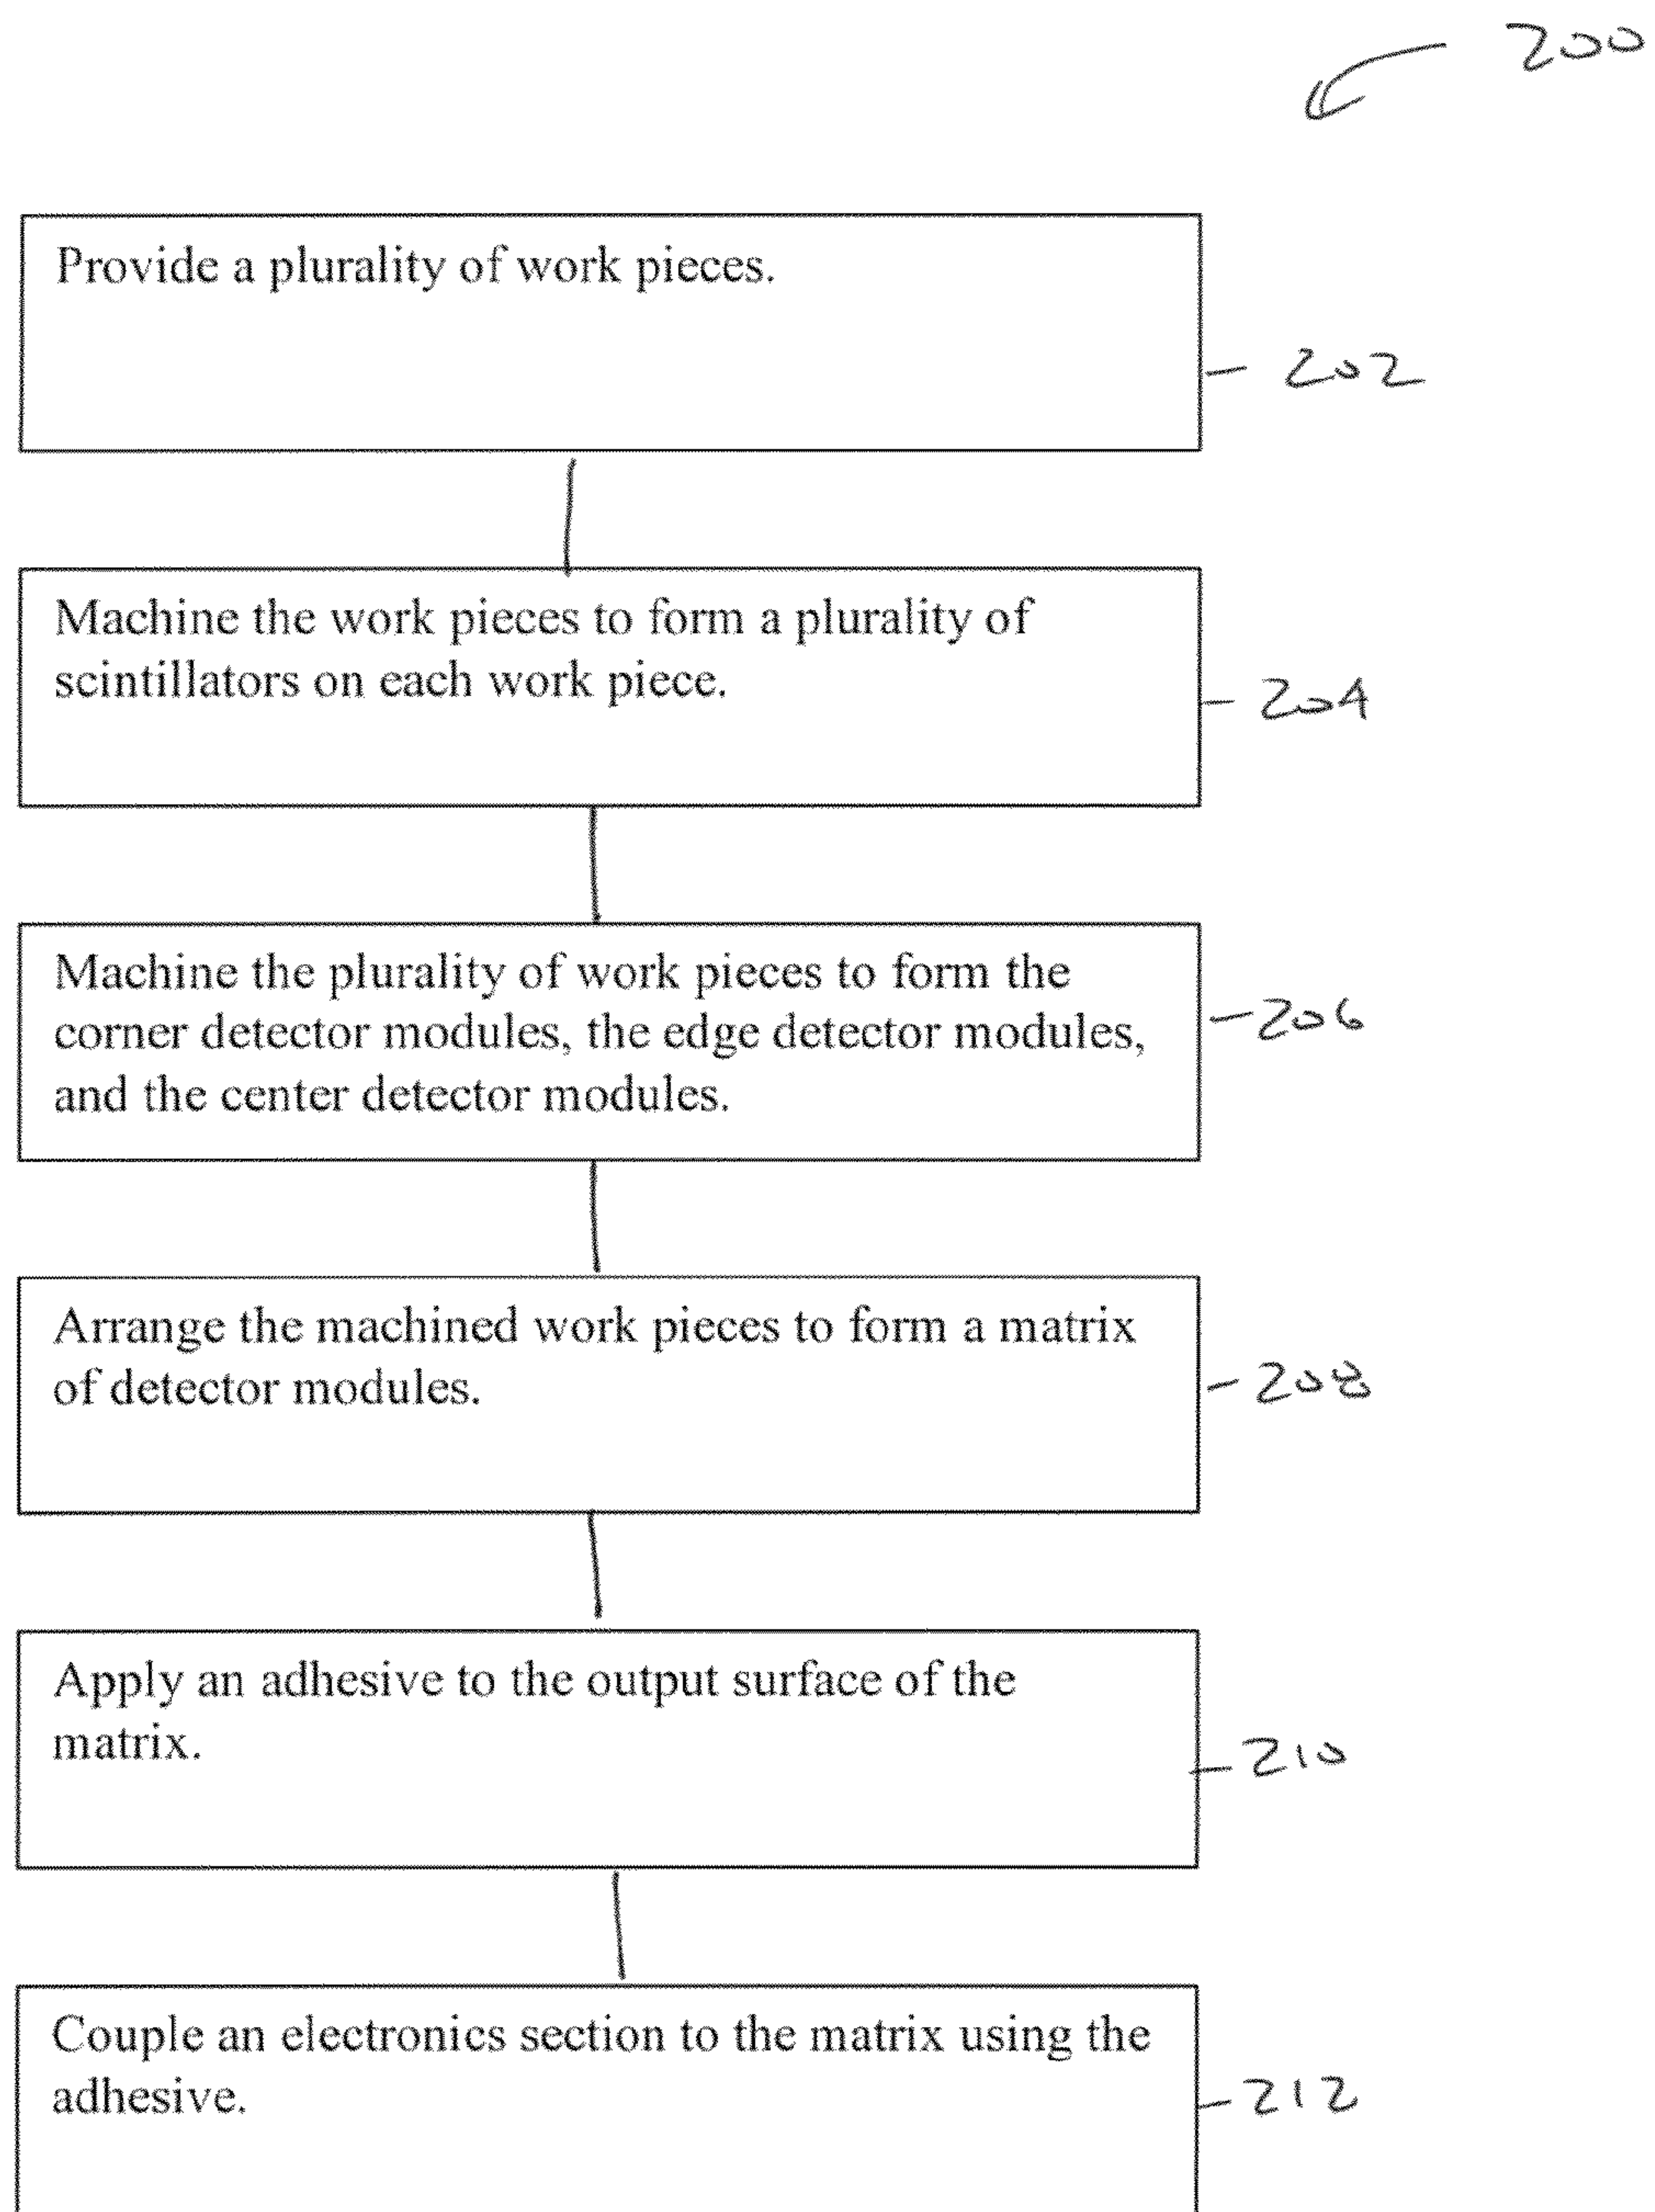 200
Provide a plurality of work pieces.
202
Machine the work pieces to form a plurality of
scintillators on each work piece.
204
Machine the plurality of work pieces to form the
corner detector modules, the edge detector modules,
and the center detector modules.
206
Arrange the machined work pieces to form a matrix
of detector modules.
208
Apply an adhesive to the output surface of the
matrix.
210
Couple an electronics section to the matrix using the
adhesive.
212